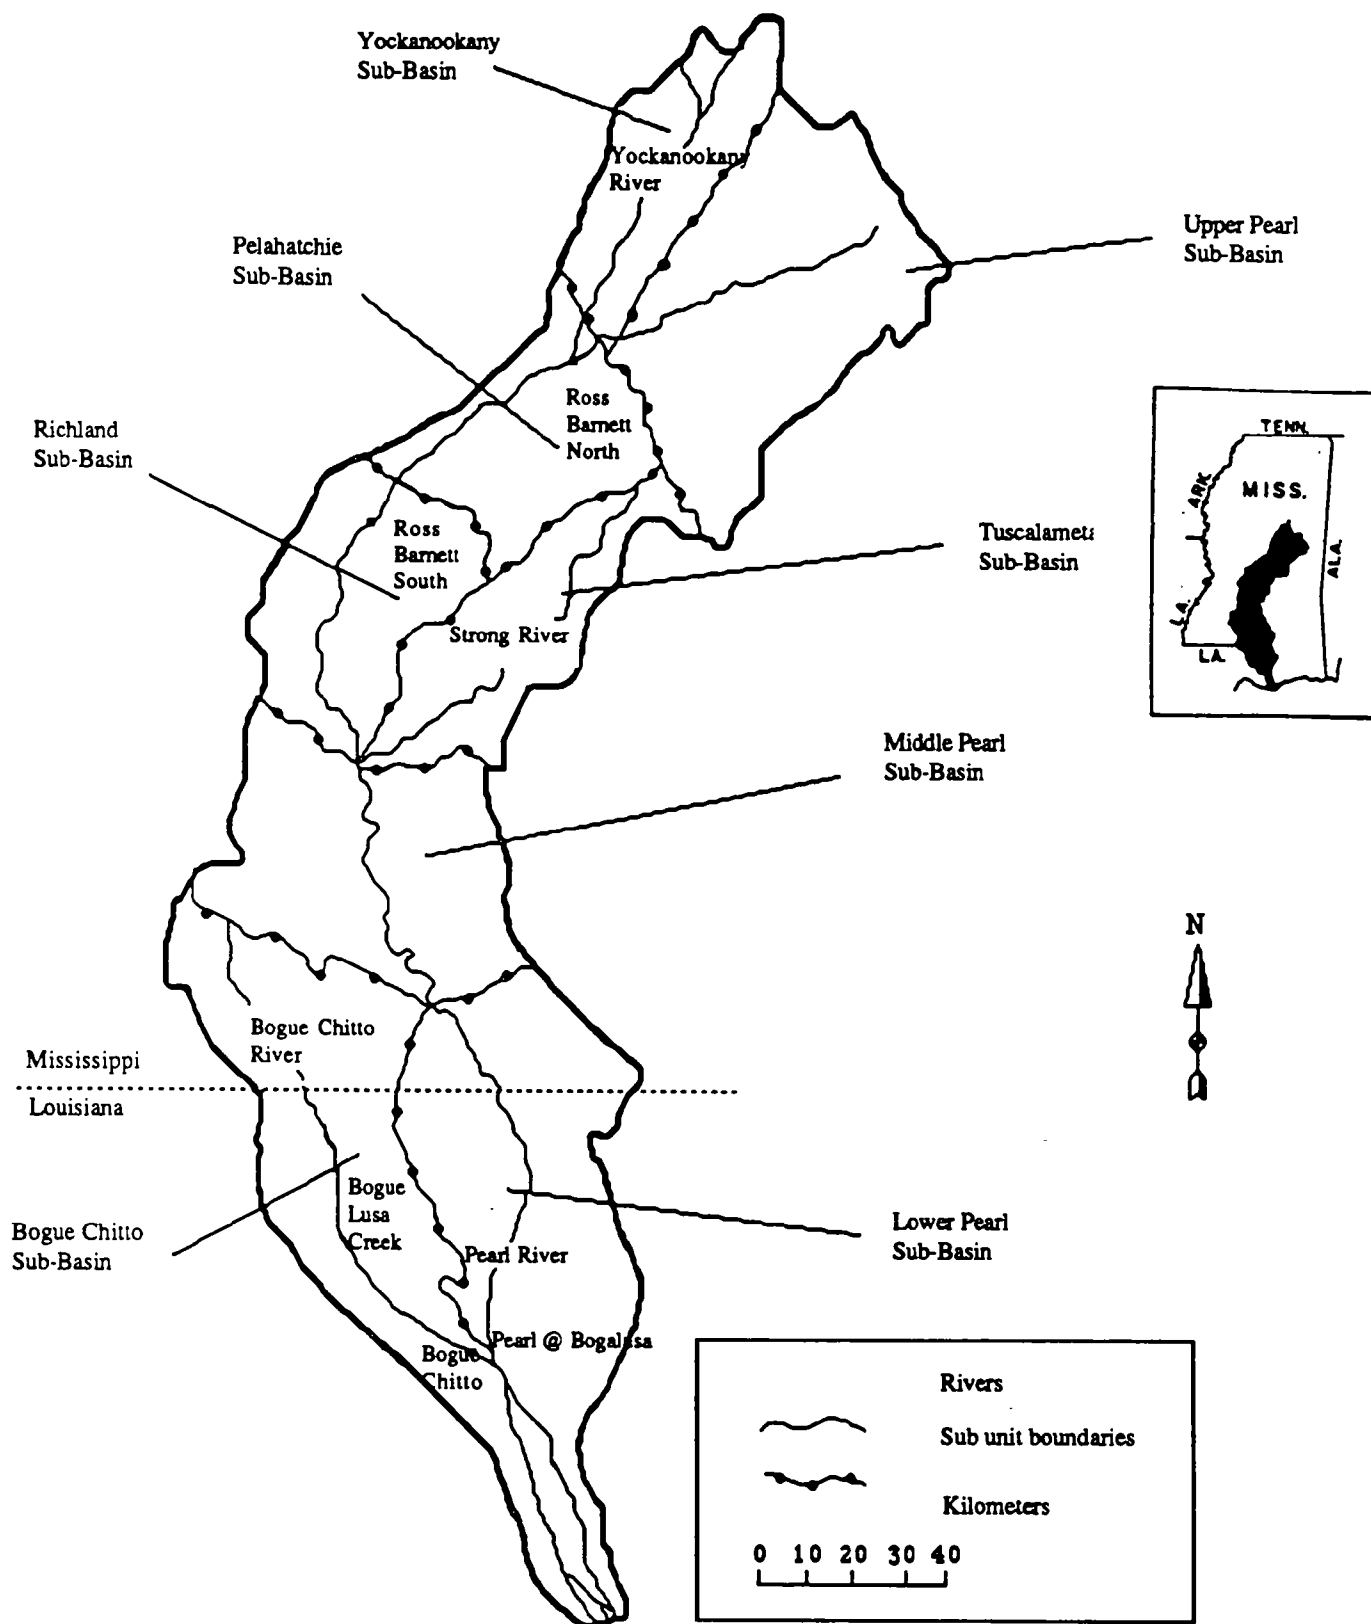 Yockanookany
Sub-Basin
Yockanookany
River
Pelahatchie
Sub-Basin
Upper Pearl
Sub-Basin
Ross
Barnett
North
Richland
Sub-Basin
Ross
Barnett
South
Tuscalameta
Sub-Basin
Strong River
TENN.
ARK.
MISS.
ALA.
LA.
LA.
Middle Pearl
Sub-Basin
N
Bogue Chitto
River
Mississippi
Louisiana
Bogue
Lusa
Creek
Bogue Chitto
Sub-Basin
Lower Pearl
Sub-Basin
Pearl River
Pearl @ Bogalusa
Bogue
Chitto
Rivers
Sub unit boundaries
Kilometers
0 10 20 30 40